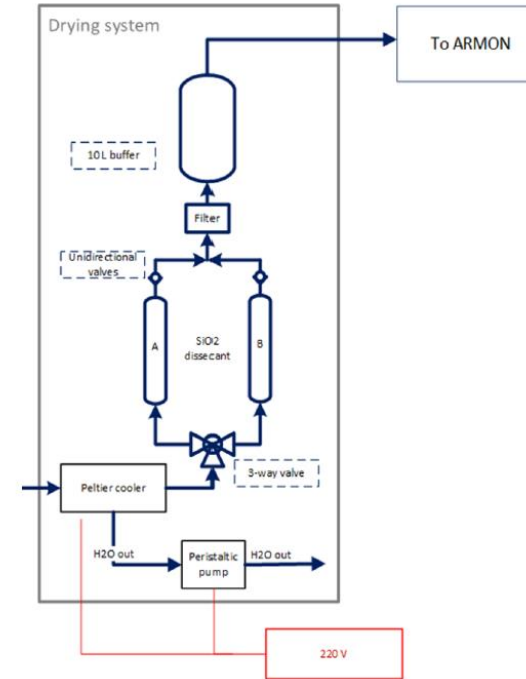 Drying system
To ARMON
10L buffer
Filter
Unidirectional
valves
A
SiO2
dissecant
B
3-way valve
Peltier cooler
H2O out
Peristaltic
pump
H2O out
220 V